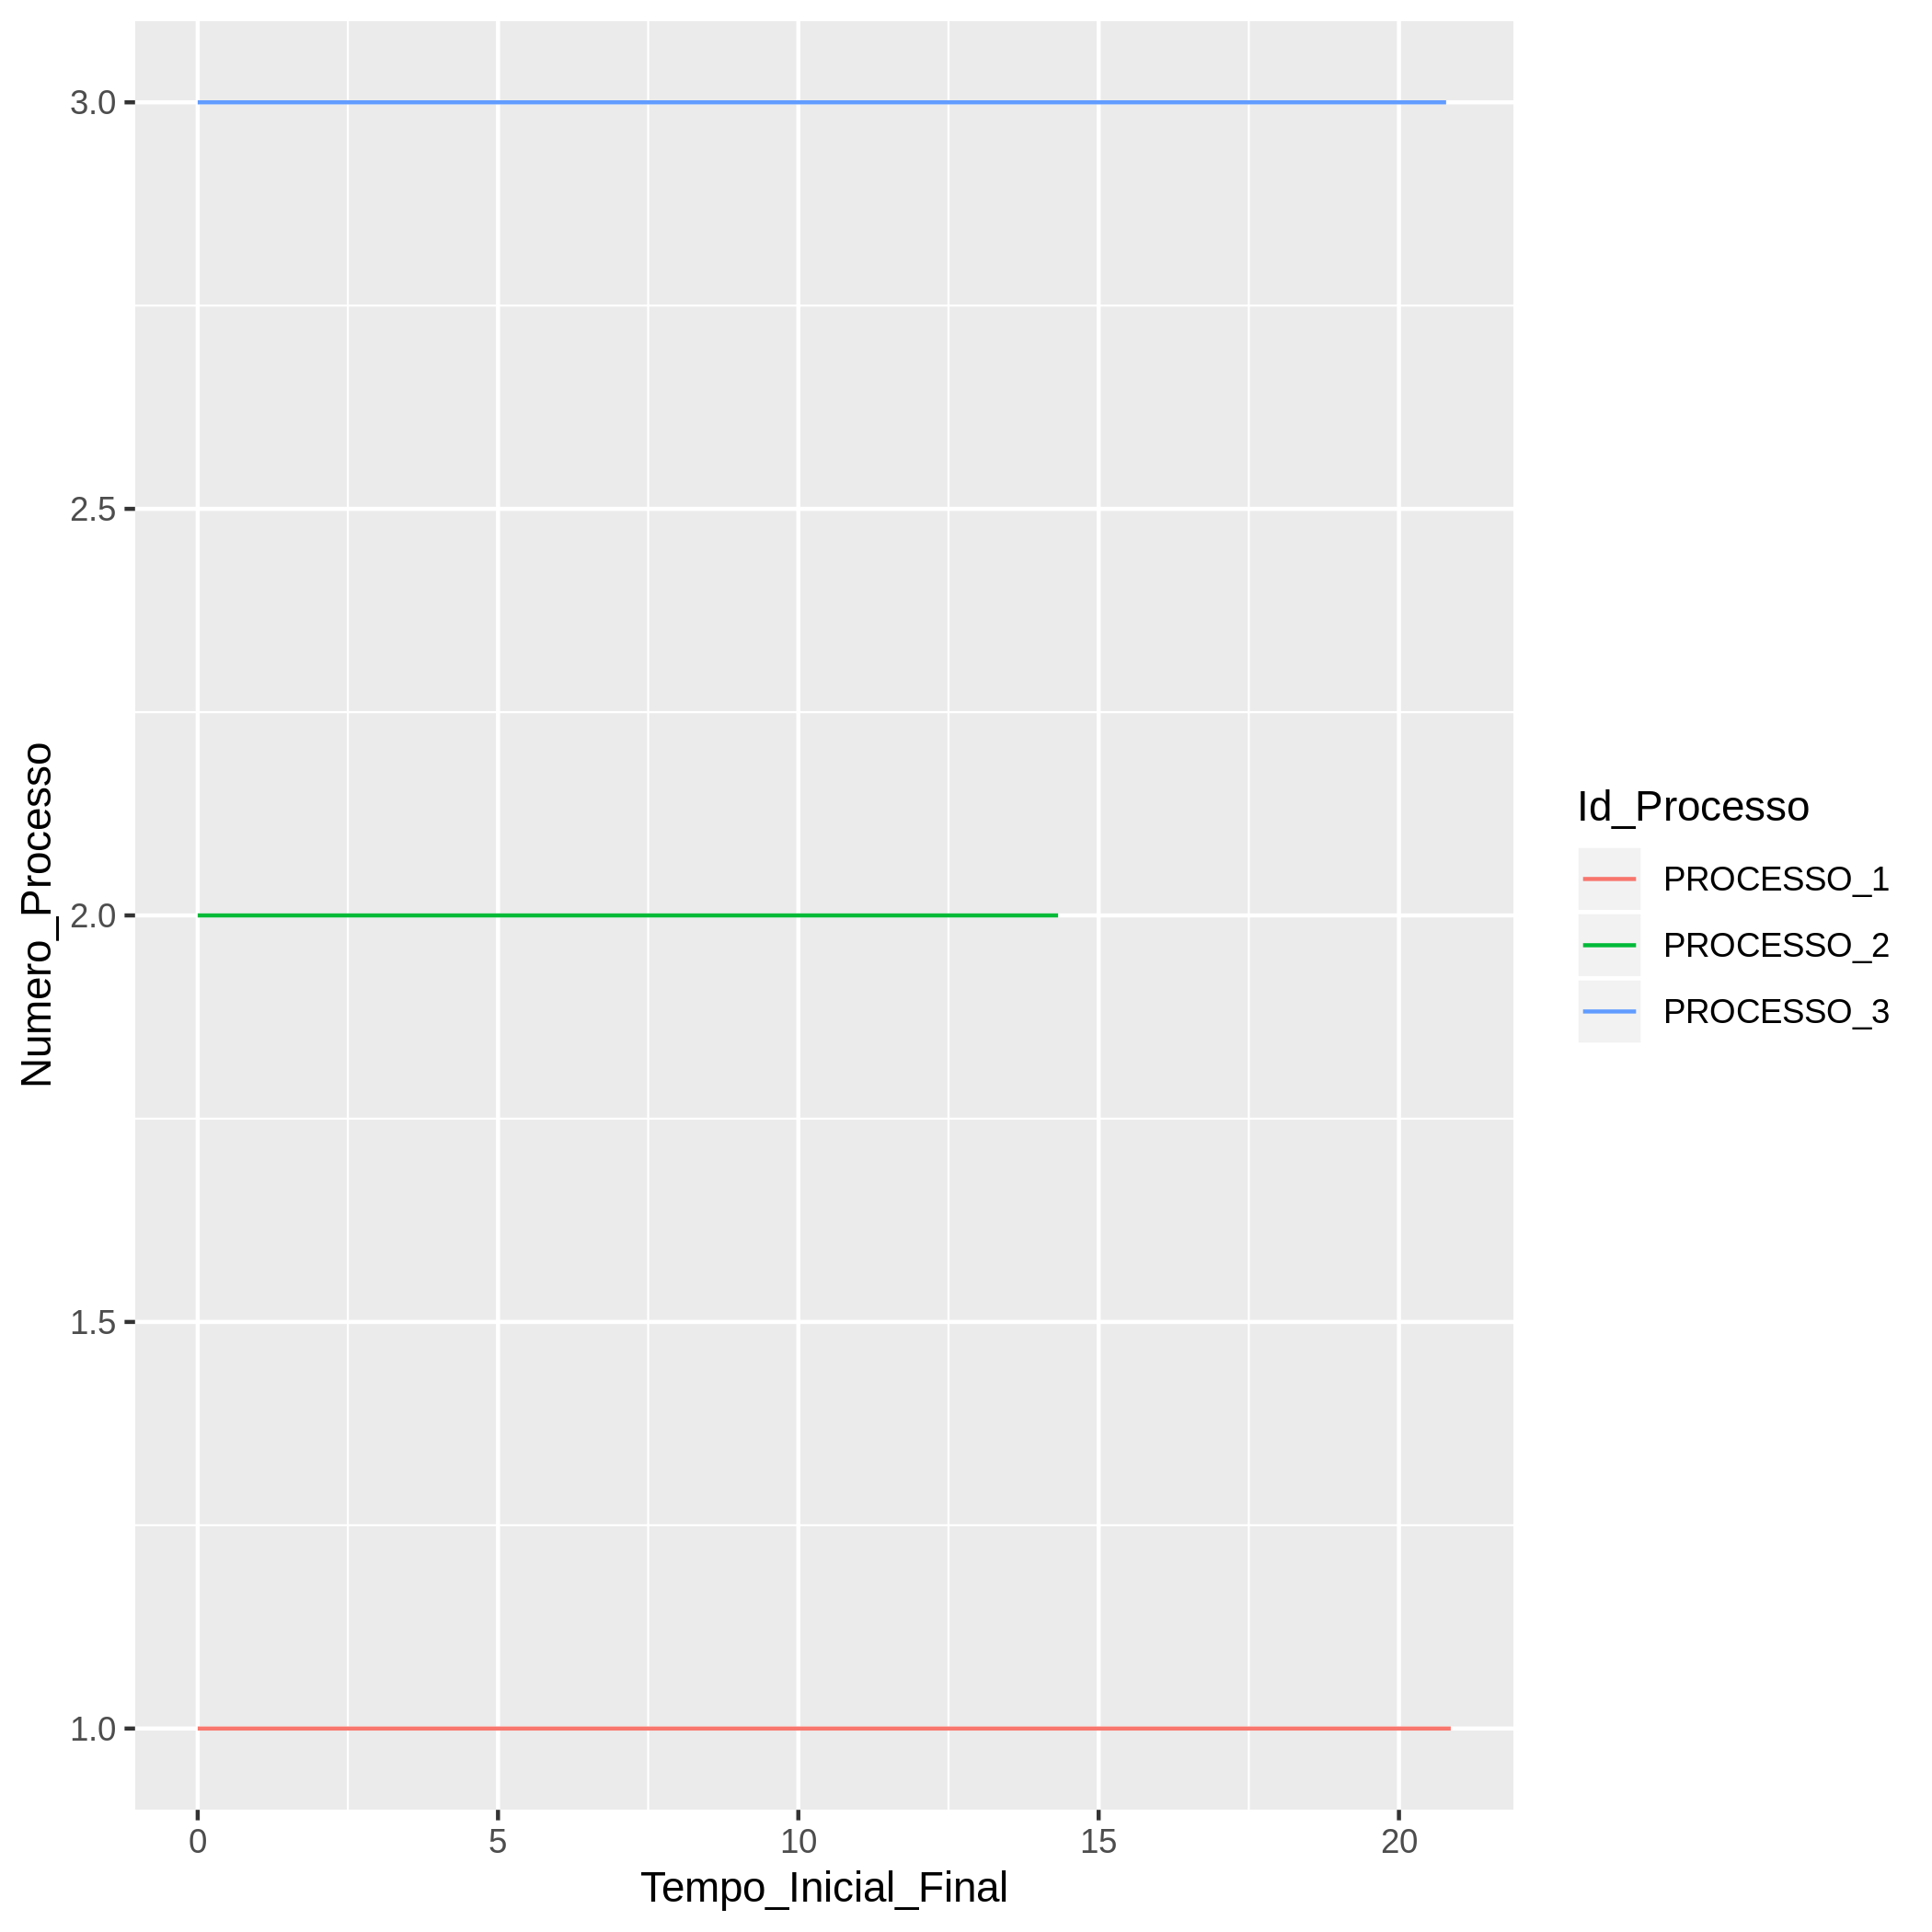 3.0
2.5
2.0
1.5
1.0
Numero_Processo
0 5 10 15 20
Tempo_Inicial_Final
Id_Processo
PROCESSO_1
PROCESSO_2
PROCESSO_3